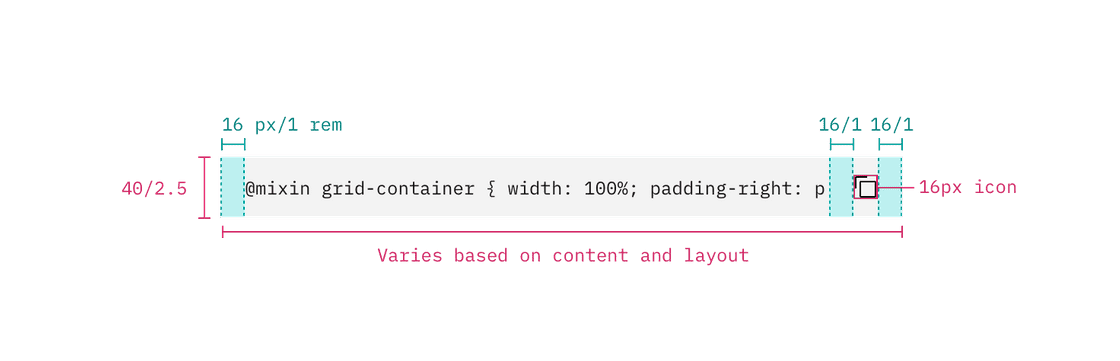 16 px/1 rem
16/1 16/1
40/2.5
@mixin grid-container { width: 100%; padding-right: p
16px icon
Varies based on content and layout